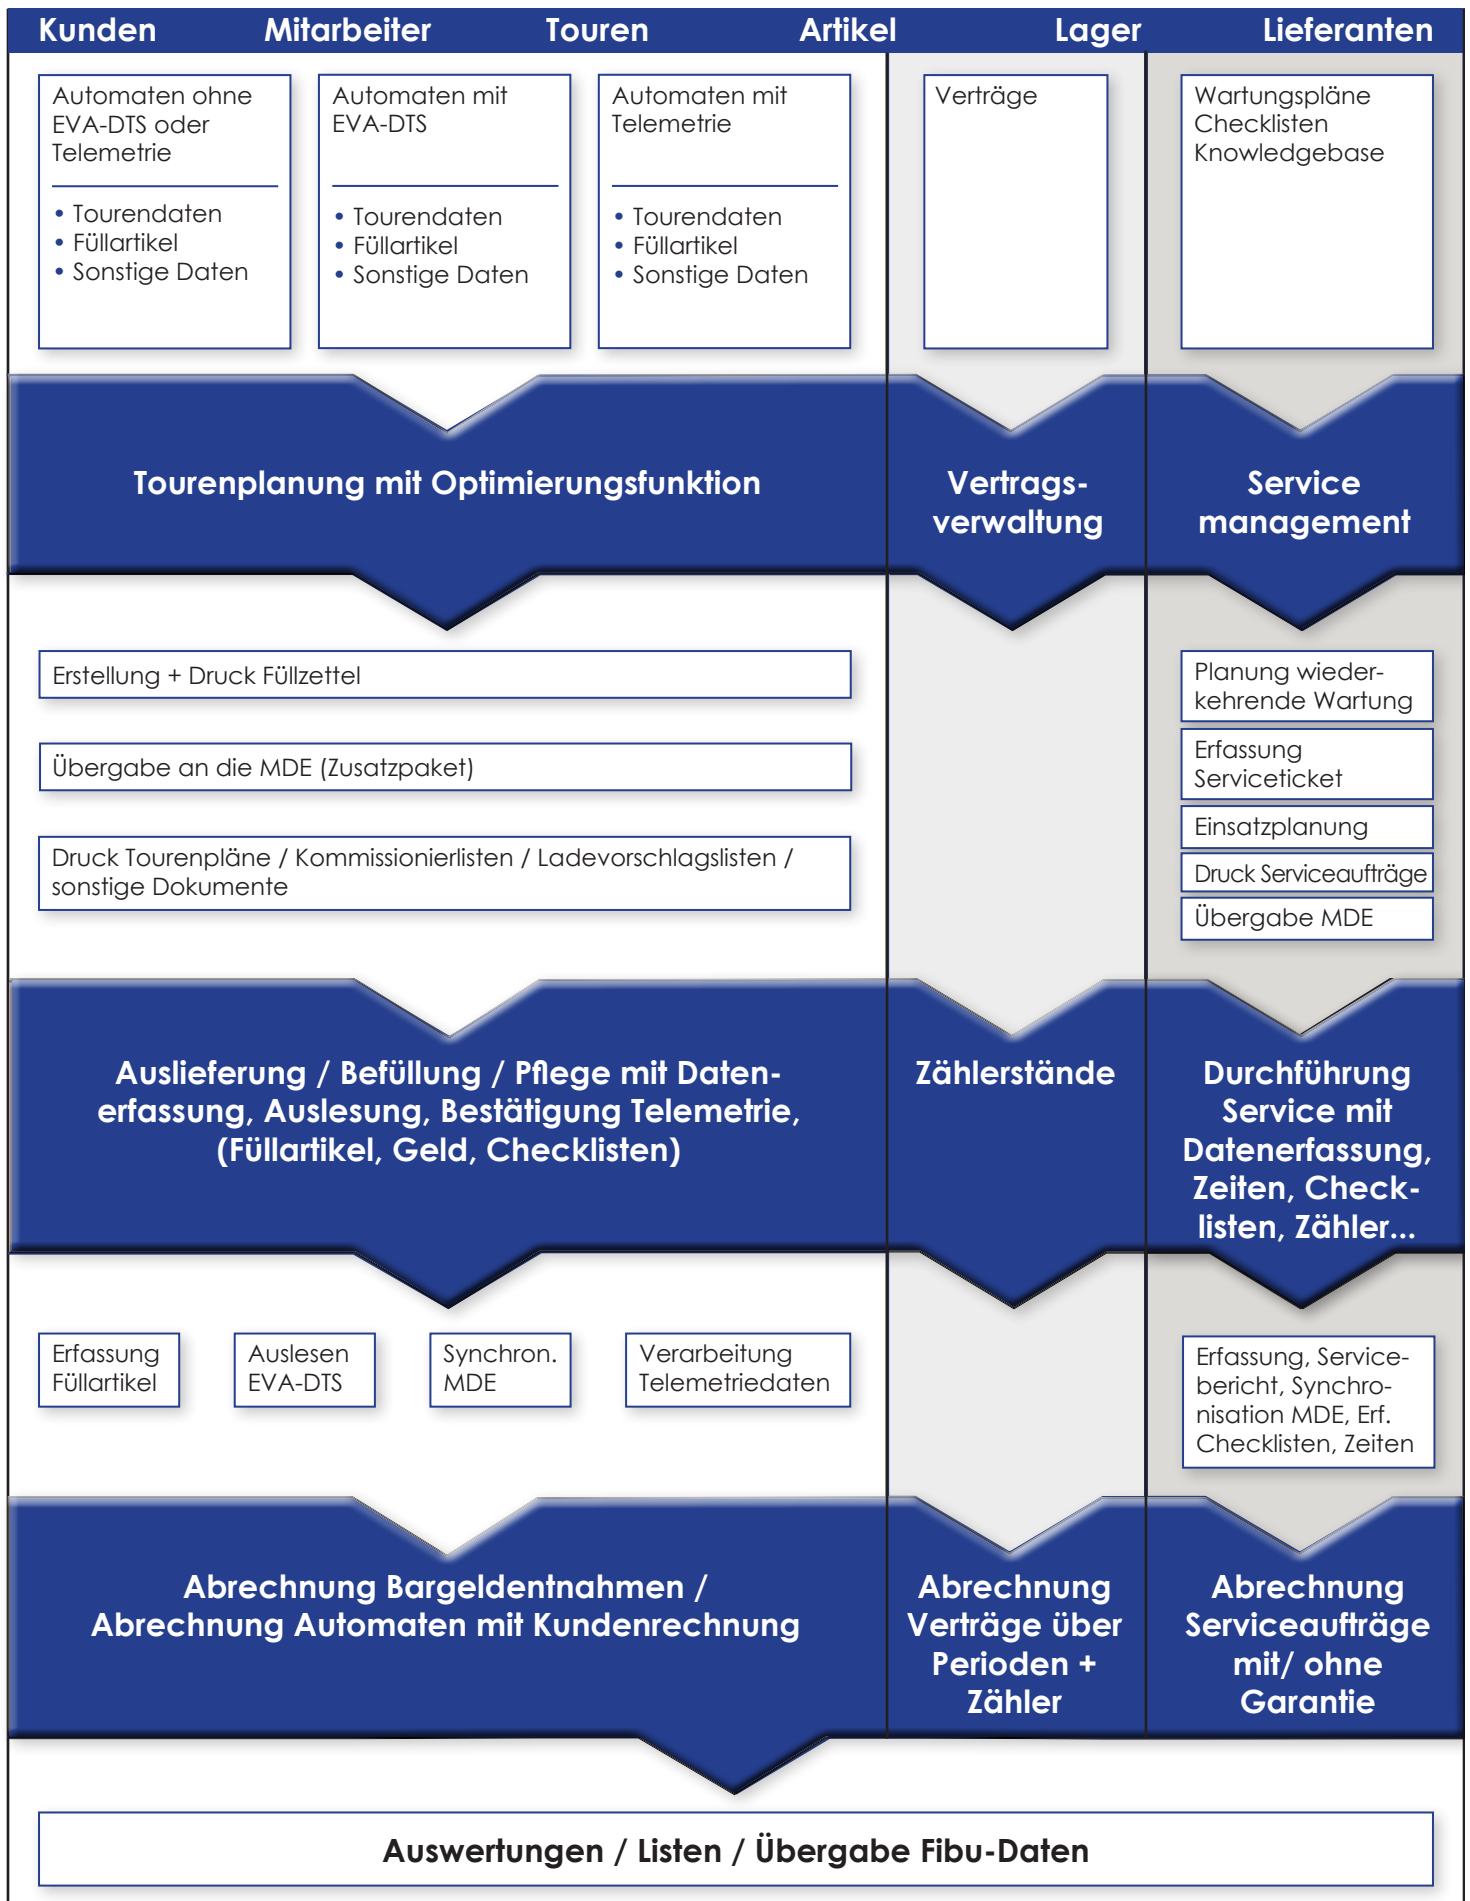 Kunden Mitarbeiter Touren Artikel Lager Lieferanten
Automaten ohne
EVA-DTS oder
Telemetrie
• Tourendaten
• Füllartikel
• Sonstige Daten
Automaten mit
EVA-DTS
• Tourendaten
• Füllartikel
• Sonstige Daten
Automaten mit
Telemetrie
• Tourendaten
• Füllartikel
• Sonstige Daten
Verträge
Wartungspläne
Checklisten
Knowledgebase
Tourenplanung mit Optimierungsfunktion
Vertrags-
verwaltung
Service
management
Erstellung + Druck Füllzettel
Übergabe an die MDE (Zusatzpaket)
Druck Tourenpläne / Kommissionierlisten / Ladevorschlagslisten /
sonstige Dokumente
Planung wieder-
kehrende Wartung
Erfassung
Serviceticket
Einsatzplanung
Druck Serviceaufträge
Übergabe MDE
Auslieferung / Befüllung / Pflege mit Daten-
erfassung, Auslesung, Bestätigung Telemetrie,
(Füllartikel, Geld, Checklisten)
Zählerstände
Durchführung
Service mit
Datenerfassung,
Zeiten, Check-
listen, Zähler...
Erfassung
Füllartikel
Auslesen
EVA-DTS
Synchron.
MDE
Verarbeitung
Telemetriedaten
Erfassung, Service-
bericht, Synchro-
nisation MDE, Erf.
Checklisten, Zeiten
Abrechnung Bargeldentnahmen /
Abrechnung Automaten mit Kundenrechnung
Abrechnung
Verträge über
Perioden +
Zähler
Abrechnung
Serviceaufträge
mit/ ohne
Garantie
Auswertungen / Listen / Übergabe Fibu-Daten